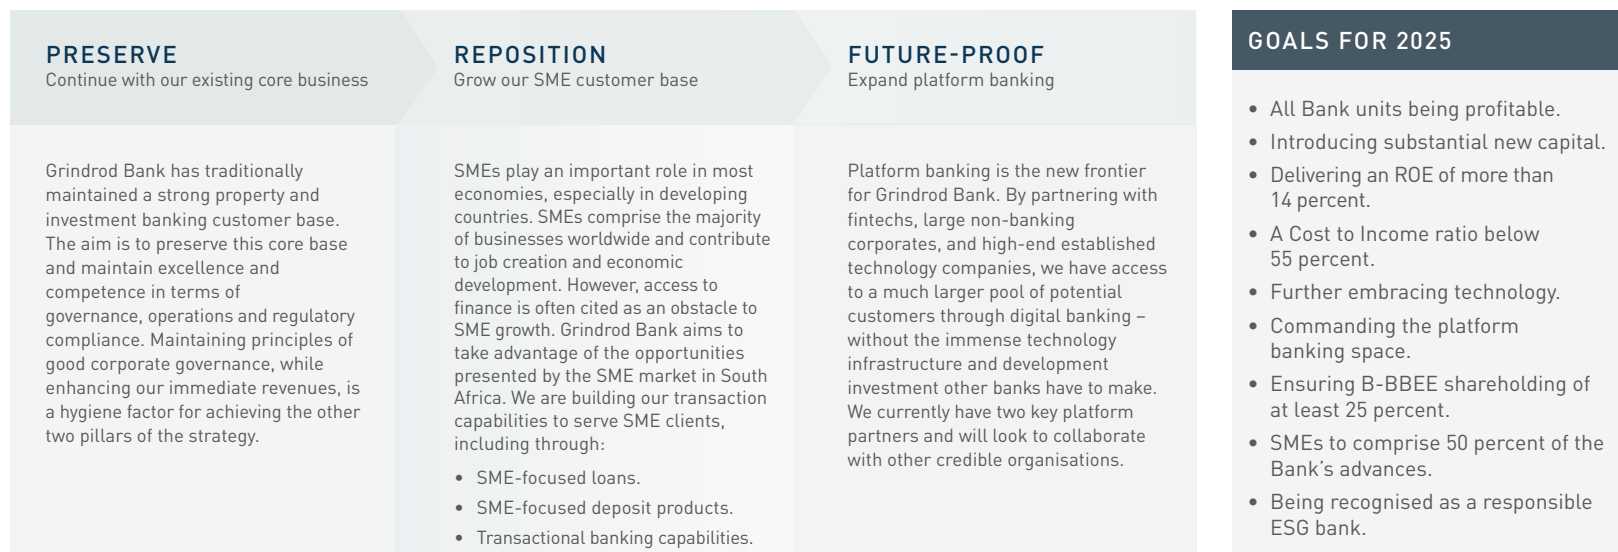 PRESERVE
Continue with our existing core business
Grindrod Bank has traditionally
maintained a strong property and
investment banking customer base.
The aim is to preserve this core base
and maintain excellence and
competence in terms of
governance, operations and regulatory
compliance. Maintaining principles of
good corporate governance, while
enhancing our immediate revenues, is
a hygiene factor for achieving the other
two pillars of the strategy.
REPOSITION
Grow our SME customer base
SMEs play an important role in most
economies, especially in developing
countries. SMEs comprise the majority
of businesses worldwide and contribute
to job creation and economic
development. However, access to
finance is often cited as an obstacle to
SME growth. Grindrod Bank aims to
take advantage of the opportunities
presented by the SME market in South
Africa. We are building our transaction
capabilities to serve SME clients,
including through:
• SME-focused loans.
• SME-focused deposit products.
• Transactional banking capabilities.
FUTURE-PROOF
Expand platform banking
Platform banking is the new frontier
for Grindrod Bank. By partnering with
fintechs, large non-banking
corporates, and high-end established
technology companies, we have access
to a much larger pool of potential
customers through digital banking –
without the immense technology
infrastructure and development
investment other banks have to make.
We currently have two key platform
partners and will look to collaborate
with other credible organisations.
GOALS FOR 2025
• All Bank units being profitable.
• Introducing substantial new capital.
• Delivering an ROE of more than
14 percent.
• A Cost to Income ratio below
55 percent.
• Further embracing technology.
• Commanding the platform
banking space.
• Ensuring B-BBEE shareholding of
at least 25 percent.
• SMEs to comprise 50 percent of the
Bank's advances.
• Being recognised as a responsible
ESG bank.